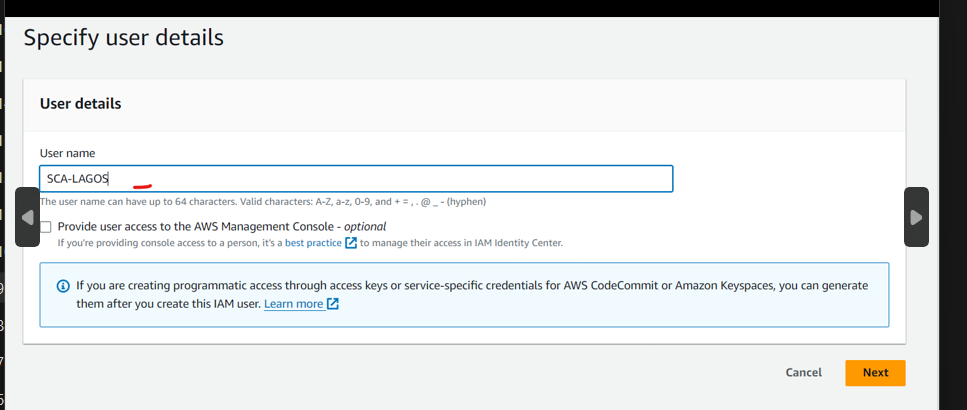 Specify user details
User details
User name
SCA-LAGOS
The user name can have up to 64 characters. Valid characters: A-Z, a-z, 0-9, and + = , . @ _ - (hyphen)
Provide user access to the AWS Management Console - optional
If you're providing console access to a person, it's a best practice to manage their access in IAM Identity Center.
If you are creating programmatic access through access keys or service-specific credentials for AWS CodeCommit or Amazon Keyspaces, you can generate
them after you create this IAM user. Learn more
Cancel
Next